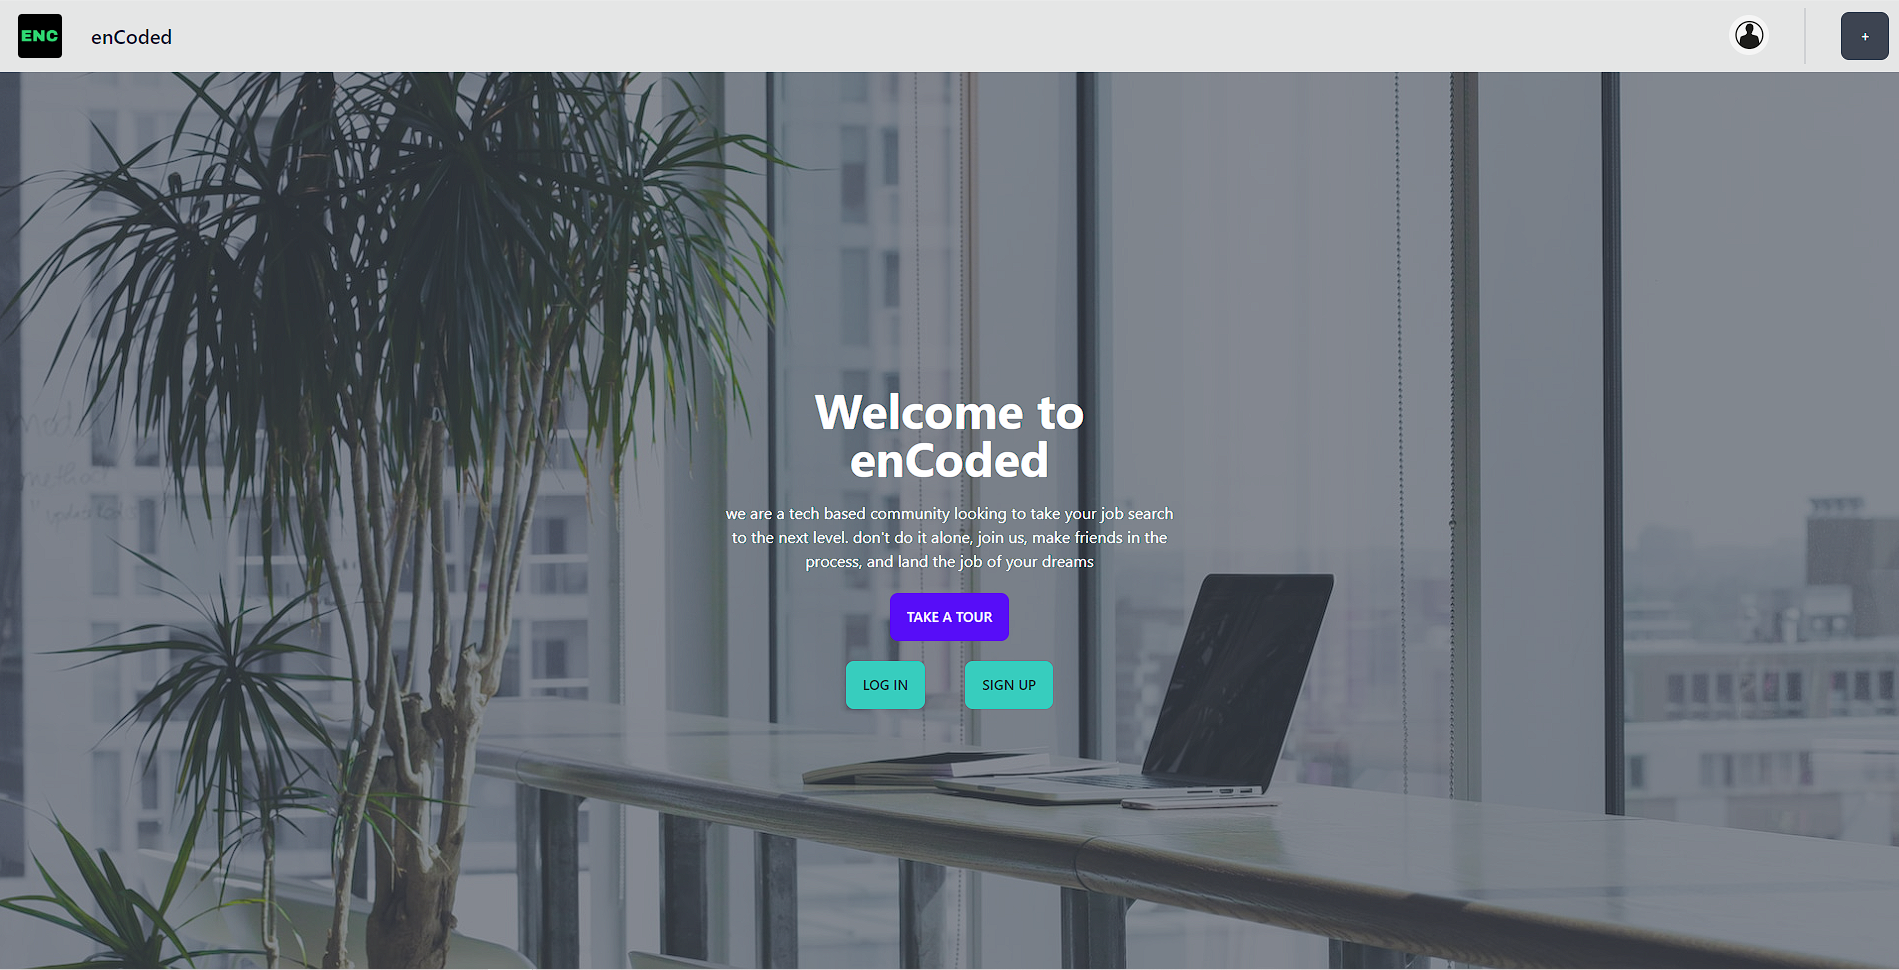 ENC
enCoded
+
Welcome to
enCoded
we are a tech based community looking to take your job search
to the next level. don't do it alone, join us, make friends in the
process, and land the job of your dreams
TAKE A TOUR
LOG IN
SIGN UP